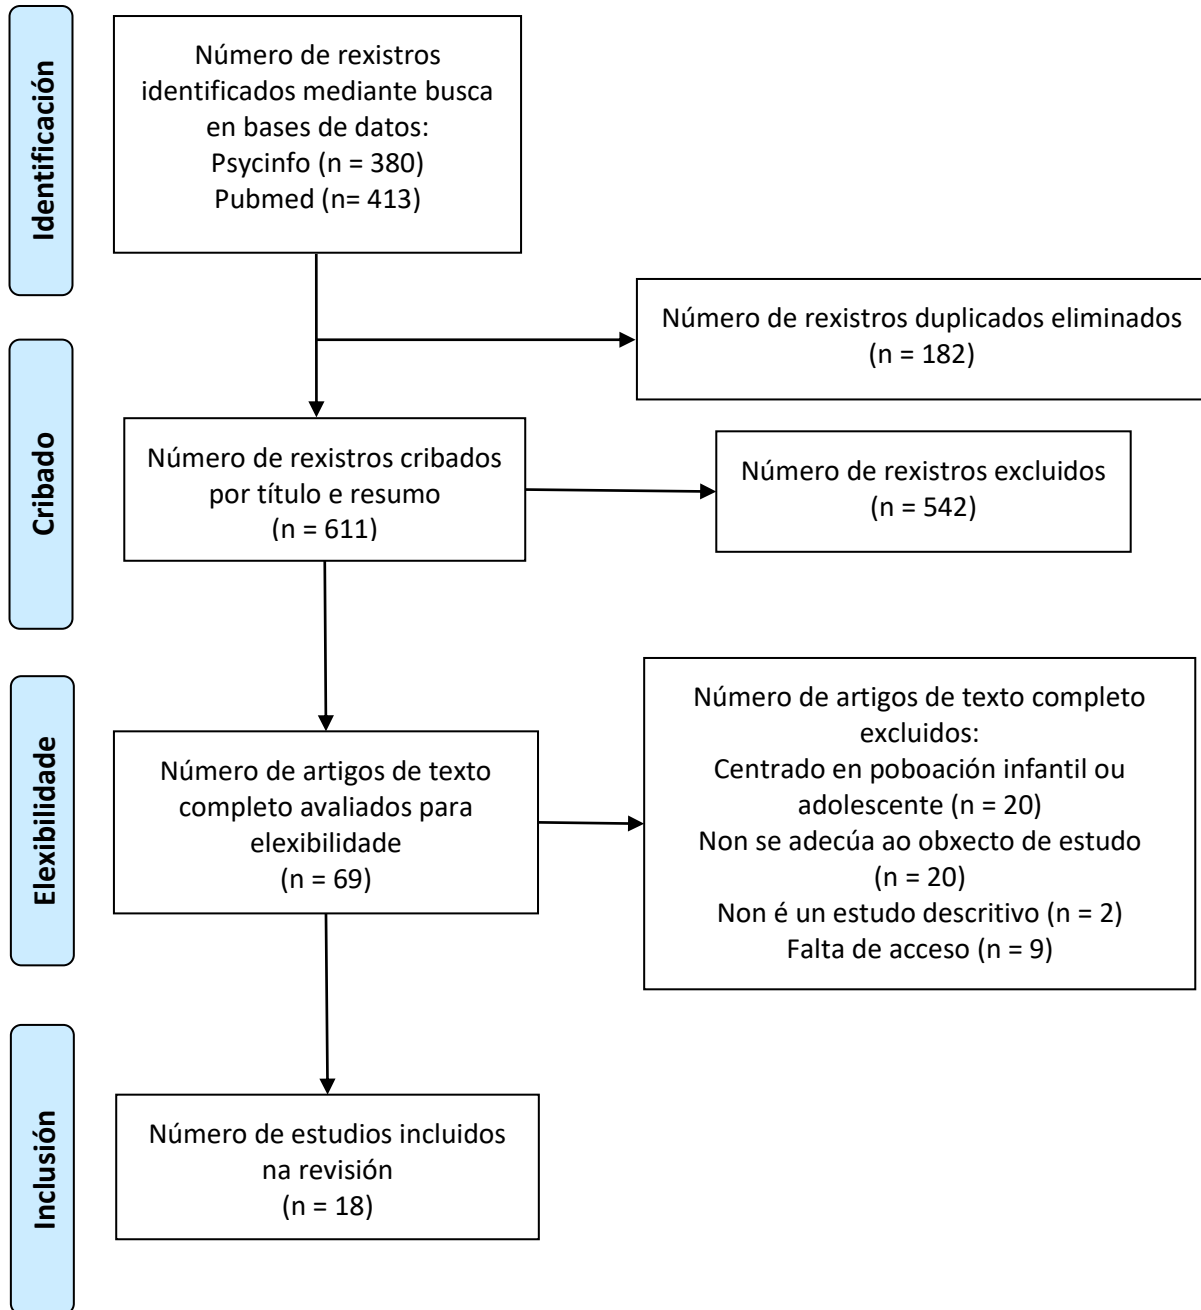 Identificación
Número de rexistros
identificados mediante busca
en bases de datos:
Psycinfo (n = 380)
Pubmed (n= 413)
Número de rexistros duplicados eliminados
(n = 182)
Cribado
Número de rexistros cribados
por título e resumo
(n = 611)
Número de rexistros excluidos
(n = 542)
Elexibilidade
Número de artigos de texto
completo avaliados para
elexibilidade
(n = 69)
Número de artigos de texto completo
excluidos:
Centrado en poboación infantil ou
adolescente (n = 20)
Non se adecúa ao obxecto de estudo
(n = 20)
Non é un estudo descritivo (n = 2)
Falta de acceso (n = 9)
Inclusión
Número de estudios incluidos
na revisión
(n = 18)